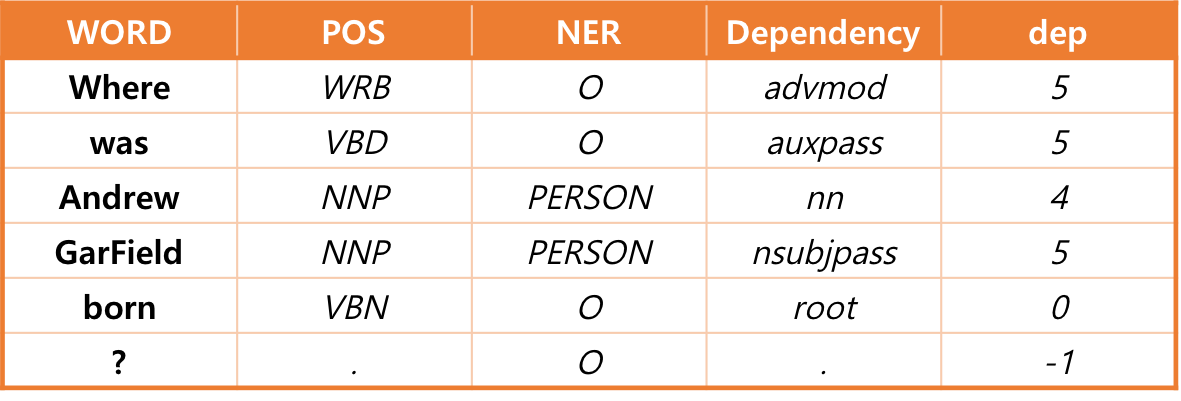 WORD POS NER Dependency dep
Where WRB O advmod 5
was VBD O auxpass 5
Andrew NNP PERSON nn 4
GarField NNP PERSON nsubjpass 5
born VBN O root 0
? . O . -1